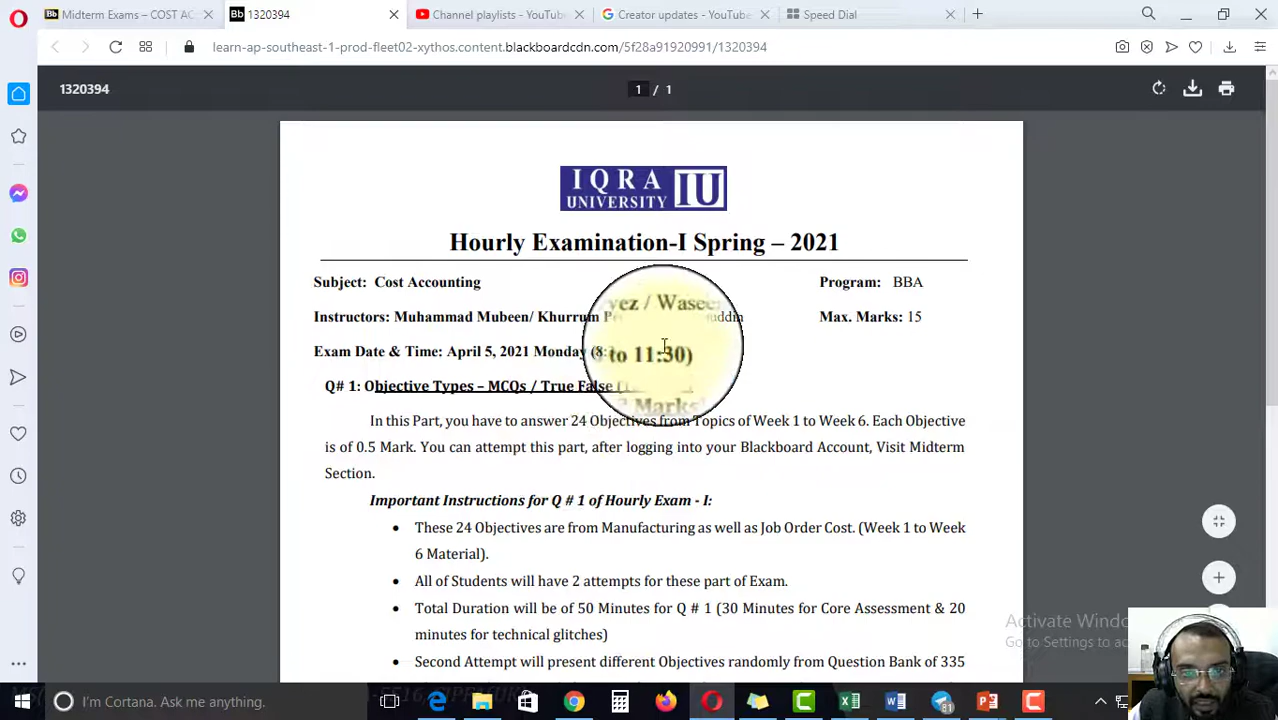 Midterm Exams – COST AC
1320394
Channel playlists - YouTube
Creator updates - YouTube
Speed Dial
learn-ap-southeast-1-prod-fleet02-xythos.content.blackboardcdn.com/5f28a91920991/1320394
1320394
1 / 1
IQRA
UNIVERSITY
IU
Hourly Examination-I Spring – 2021
Subject: Cost Accounting
Program: BBA
Instructors: Muhammad Mubeen/ Khurrum
Max. Marks: 15
Exam Date & Time: April 5, 2021 Monday (8:
to 11:30)
Q# 1: Objective Types – MCQs / True False
Marks
In this Part, you have to answer 24 Objectives from Topics of Week 1 to Week 6. Each Objective
is of 0.5 Mark. You can attempt this part, after logging into your Blackboard Account, Visit Midterm
Section.
Important Instructions for Q # 1 of Hourly Exam - I:
• These 24 Objectives are from Manufacturing as well as Job Order Cost. (Week 1 to Week
6 Material).
• All of Students will have 2 attempts for these part of Exam.
• Total Duration will be of 50 Minutes for Q # 1 (30 Minutes for Core Assessment & 20
minutes for technical glitches)
• Second Attempt will present different Objectives randomly from Question Bank of 335
Activate Windo
Go to Settings to ac
I'm Cortana. Ask me anything.
81